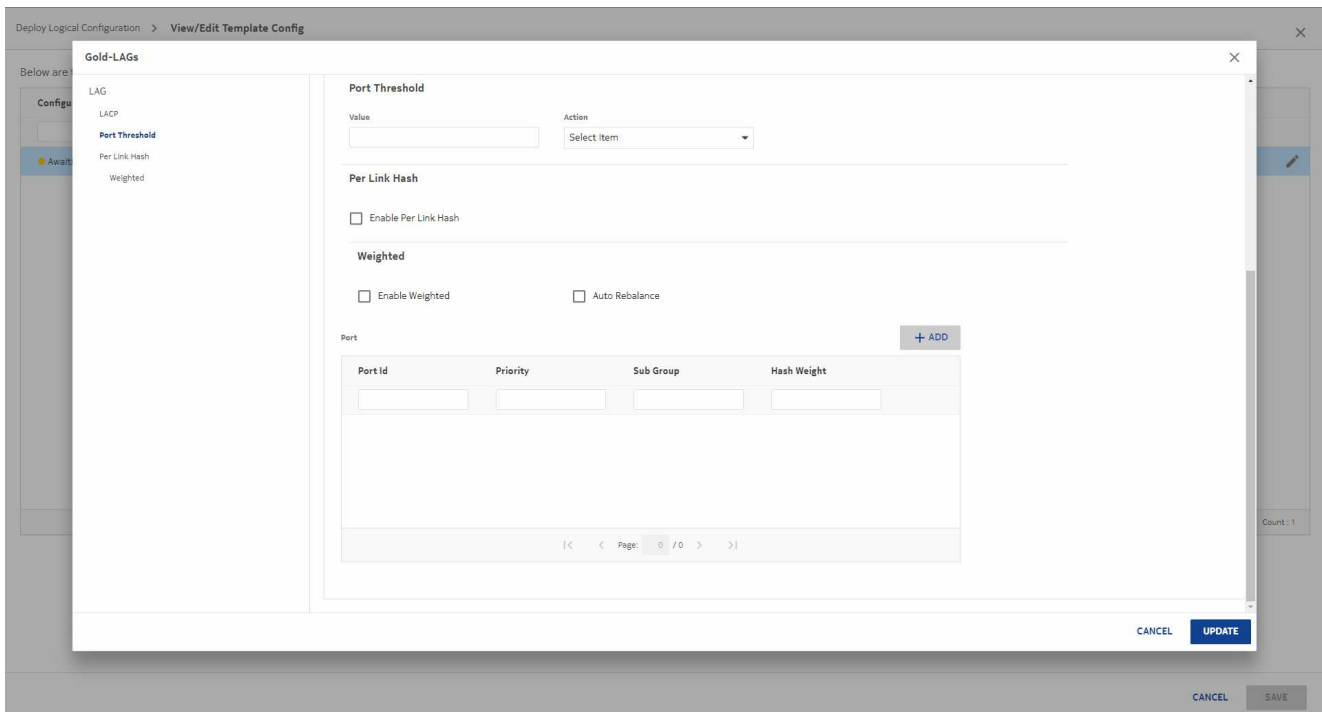 Deploy Logical Configuration > View/Edit Template Config
Gold-LAGs
Below are
Configu
Await
LAG
LACP
Port Threshold
Per Link Hash
Weighted
Port Threshold
Value Action
Select Item
Per Link Hash
Enable Per Link Hash
Weighted
Enable Weighted Auto Rebalance
Port + ADD
Port Id Priority Sub Group Hash Weight
Page: 0 / 0
Count : 1
CANCEL UPDATE
CANCEL SAVE